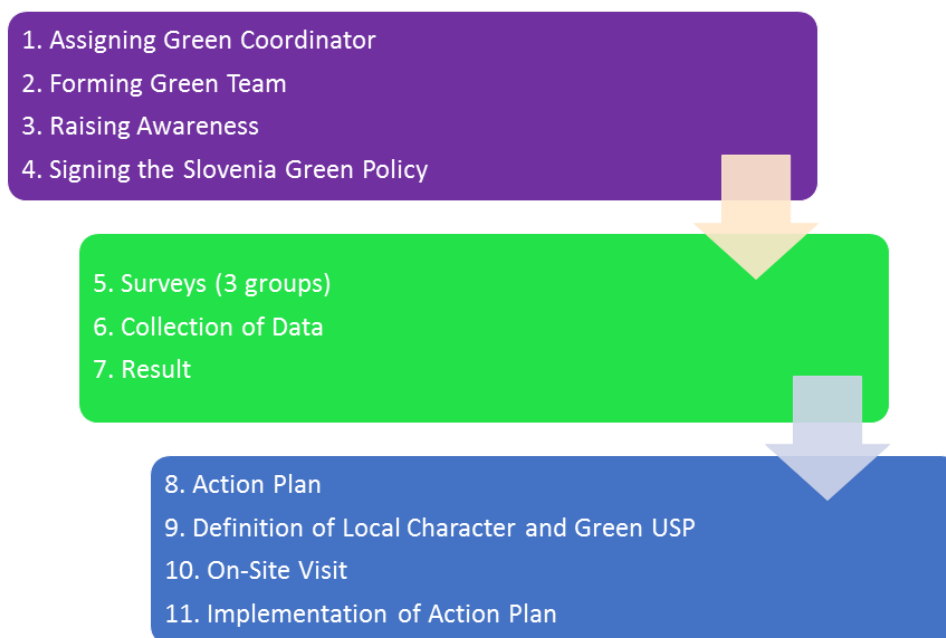 1. Assigning Green Coordinator
2. Forming Green Team
3. Raising Awareness
4. Signing the Slovenia Green Policy
5. Surveys (3 groups)
6. Collection of Data
7. Result
8. Action Plan
9. Definition of Local Character and Green USP
10. On-Site Visit
11. Implementation of Action Plan